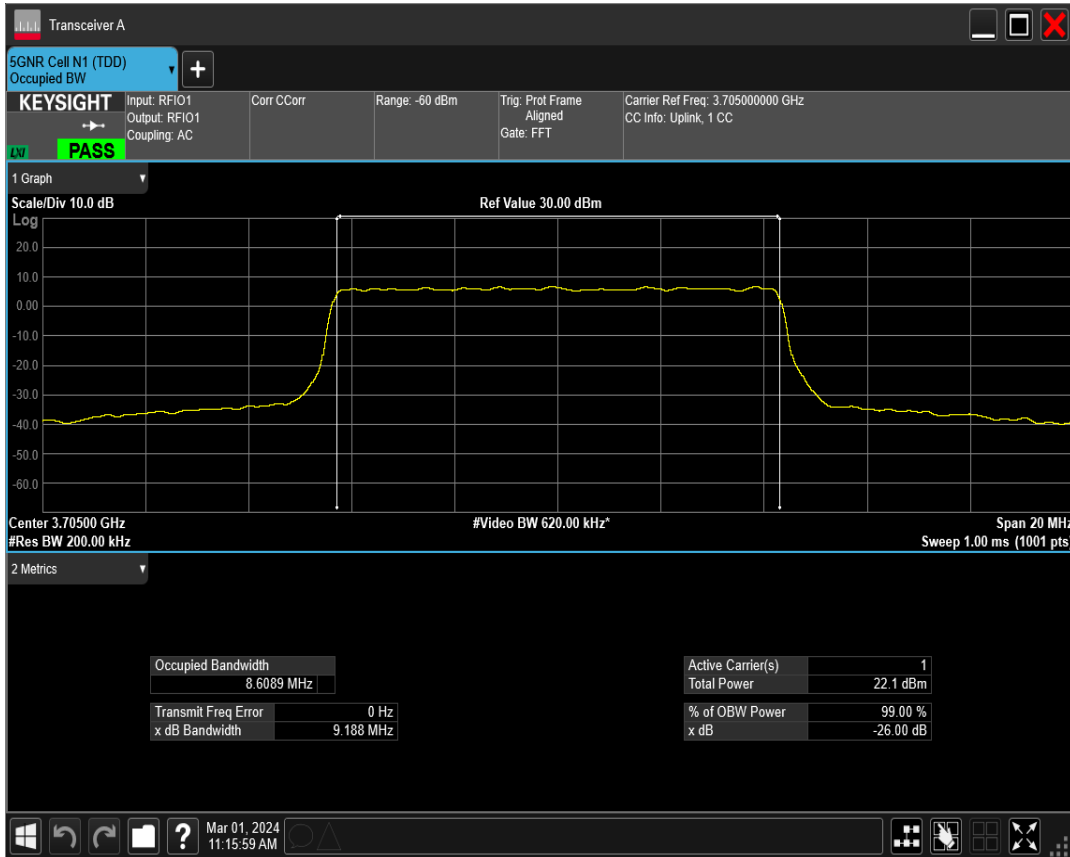 Transceiver A
5GNR Cell N1 (TDD)
Occupied BW
+
KEYSIGHT
LXI
PASS
Input: RFIO1
Output: RFIO1
Coupling: AC
Corr CCorr
Range: -60 dBm
Trig: Prot Frame
Aligned
Gate: FFT
Carrier Ref Freq: 3.705000000 GHz
CC Info: Uplink, 1 CC
1 Graph
Scale/Div 10.0 dB
Ref Value 30.00 dBm
Log
20.0
10.0
0.00
-10.0
-20.0
-30.0
-40.0
-50.0
-60.0
Center 3.70500 GHz
#Video BW 620.00 kHz*
Span 20 MHz
#Res BW 200.00 kHz
Sweep 1.00 ms (1001 pts)
2 Metrics
Occupied Bandwidth
8.6089 MHz
Active Carrier(s) 1
Total Power 22.1 dBm
Transmit Freq Error 0 Hz
x dB Bandwidth 9.188 MHz
% of OBW Power 99.00 %
x dB -26.00 dB
?
Mar 01, 2024
11:15:59 AM